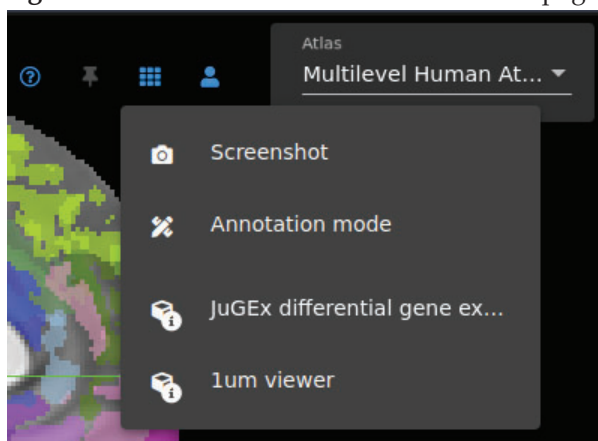 Atlas
Multilevel Human At...
Screenshot
Annotation mode
JuGEx differential gene ex...
1um viewer